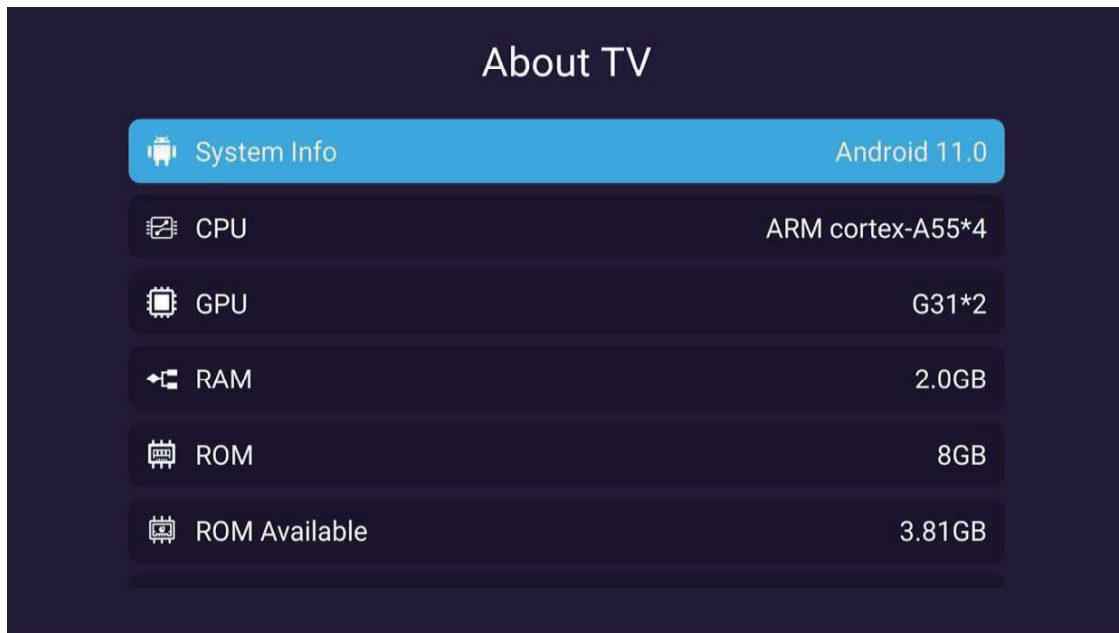 About TV
System Info Android 11.0
CPU ARM cortex-A55*4
GPU G31*2
RAM 2.0GB
ROM 8GB
ROM Available 3.81GB